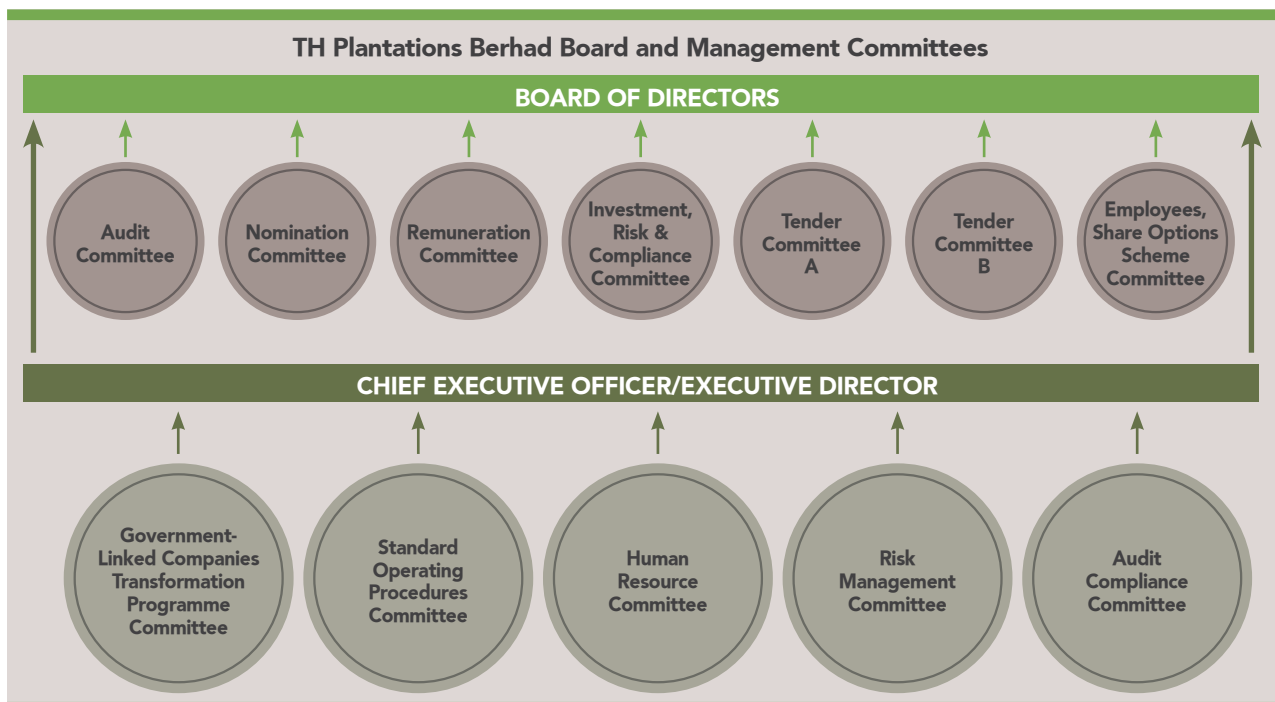 TH Plantations Berhad Board and Management Committees
BOARD OF DIRECTORS
Audit
Committee
Nomination
Committee
Remuneration
Committee
Investment,
Risk &
Compliance
Committee
Tender
Committee
A
Tender
Committee
B
Employees,
Share Options
Scheme
Committee
CHIEF EXECUTIVE OFFICER/EXECUTIVE DIRECTOR
Government-
Linked Companies
Transformation
Programme
Committee
Standard
Operating
Procedures
Committee
Human
Resource
Committee
Risk
Management
Committee
Audit
Compliance
Committee